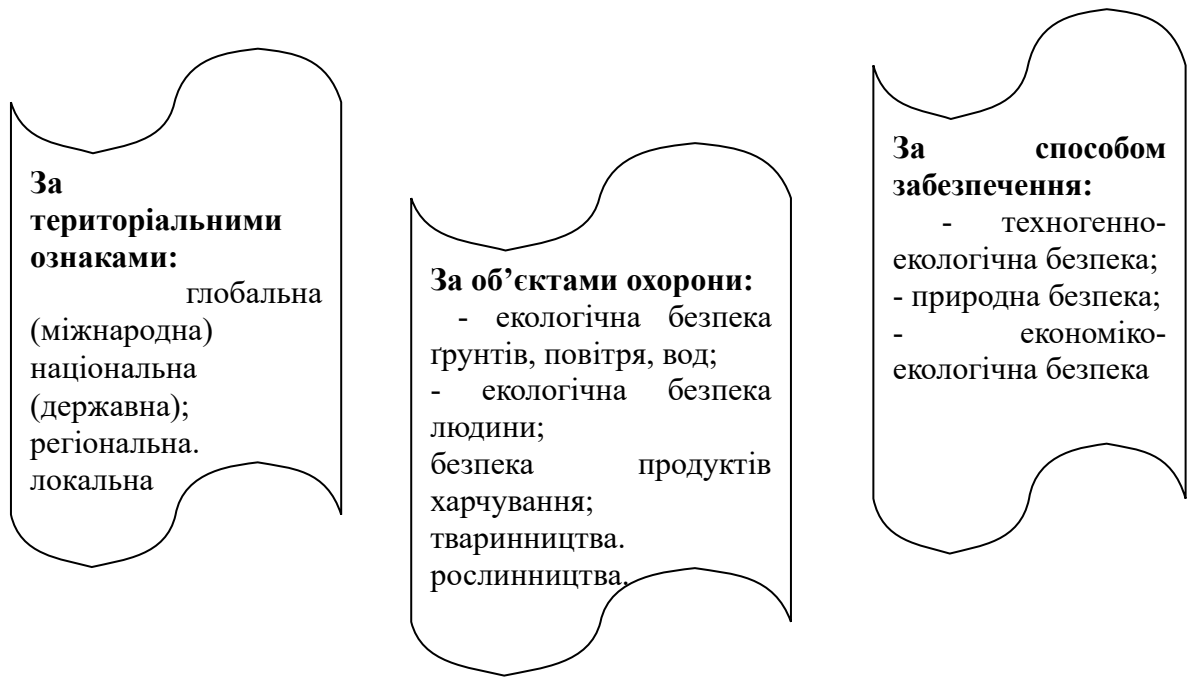 За
територіальними
ознаками:
глобальна
(міжнародна)
національна
(державна);
регіональна.
локальна
За об’єктами охорони:
- екологічна безпека
ґрунтів, повітря, вод;
- екологічна безпека
людини;
безпека продуктів
харчування;
тваринництва.
рослинництва.
За способом
забезпечення:
- техногенно-
екологічна безпека;
- природна безпека;
- економіко-
екологічна безпека